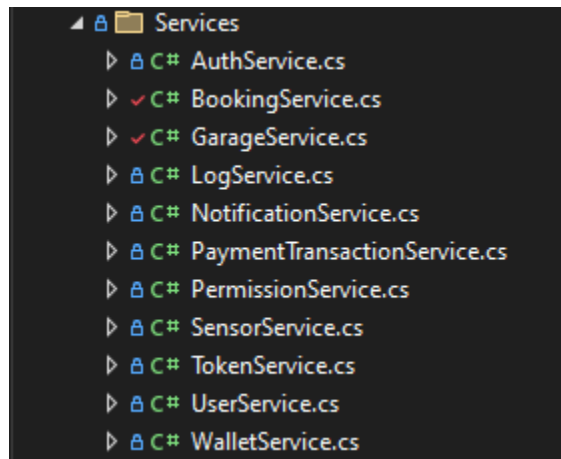 Services
C# AuthService.cs
C# BookingService.cs
C# GarageService.cs
C# LogService.cs
C# NotificationService.cs
C# PaymentTransactionService.cs
C# PermissionService.cs
C# SensorService.cs
C# TokenService.cs
C# UserService.cs
C# WalletService.cs